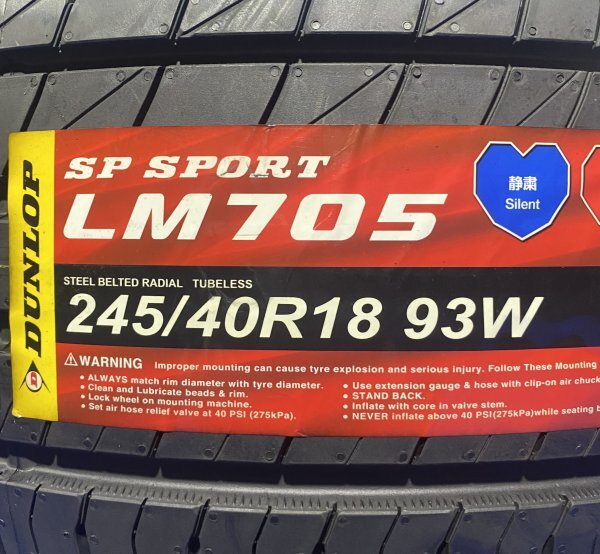 DUNLOP
SP SPORT
LM705
静粛
Silent
STEEL BELTED RADIAL TUBELESS
245/40R18 93W
WARNING Improper mounting can cause tyre explosion and serious injury. Follow These Mounting
• ALWAYS match rim diameter with tyre diameter.
• Clean and Lubricate beads & rim.
• Lock wheel on mounting machine.
• Set air hose relief valve at 40 PSI (275kPa).
• Use extension gauge & hose with clip-on air chuck
• STAND BACK.
• Inflate with core in valve stem.
• NEVER inflate above 40 PSI(275kPa)while seating b